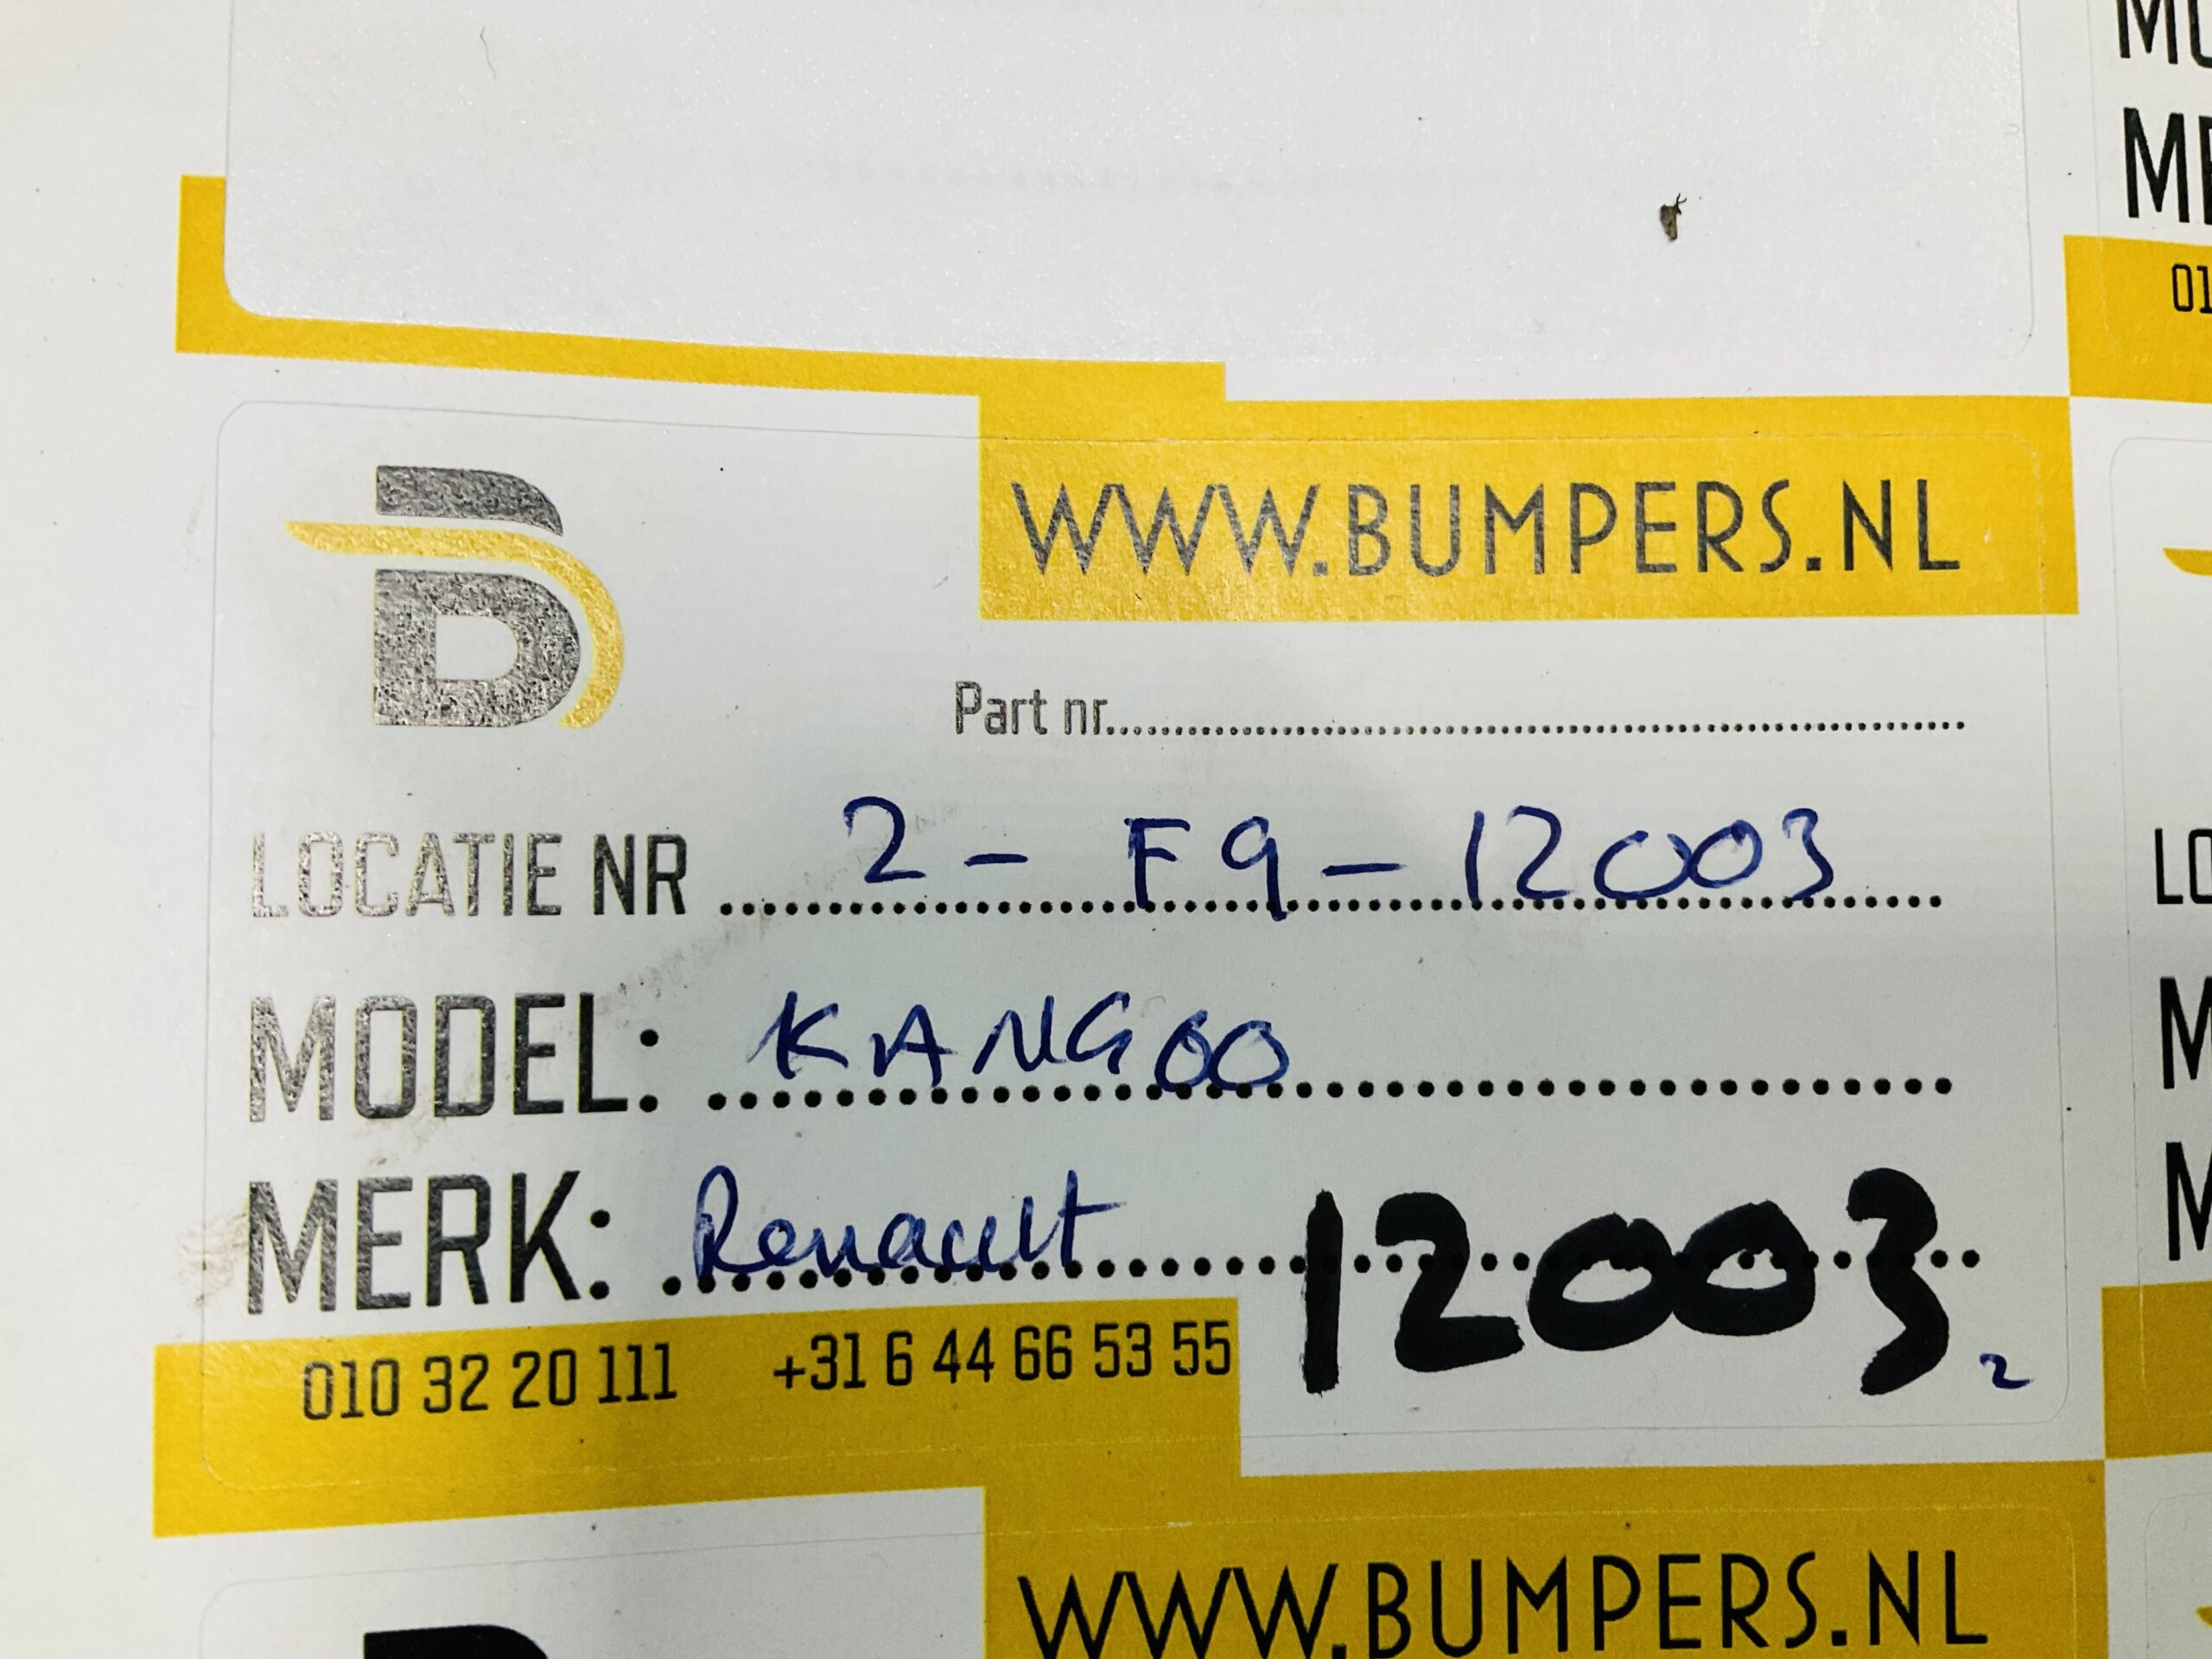 WWW.BUMPERS.NL
Part nr.
LOCATIE NR 2 - F9 - 12003
MODEL: KANGOO
MERK: Renault 12003
010 32 20 111 +31 6 44 66 53 55 2
WWW.BUMPERS.NL